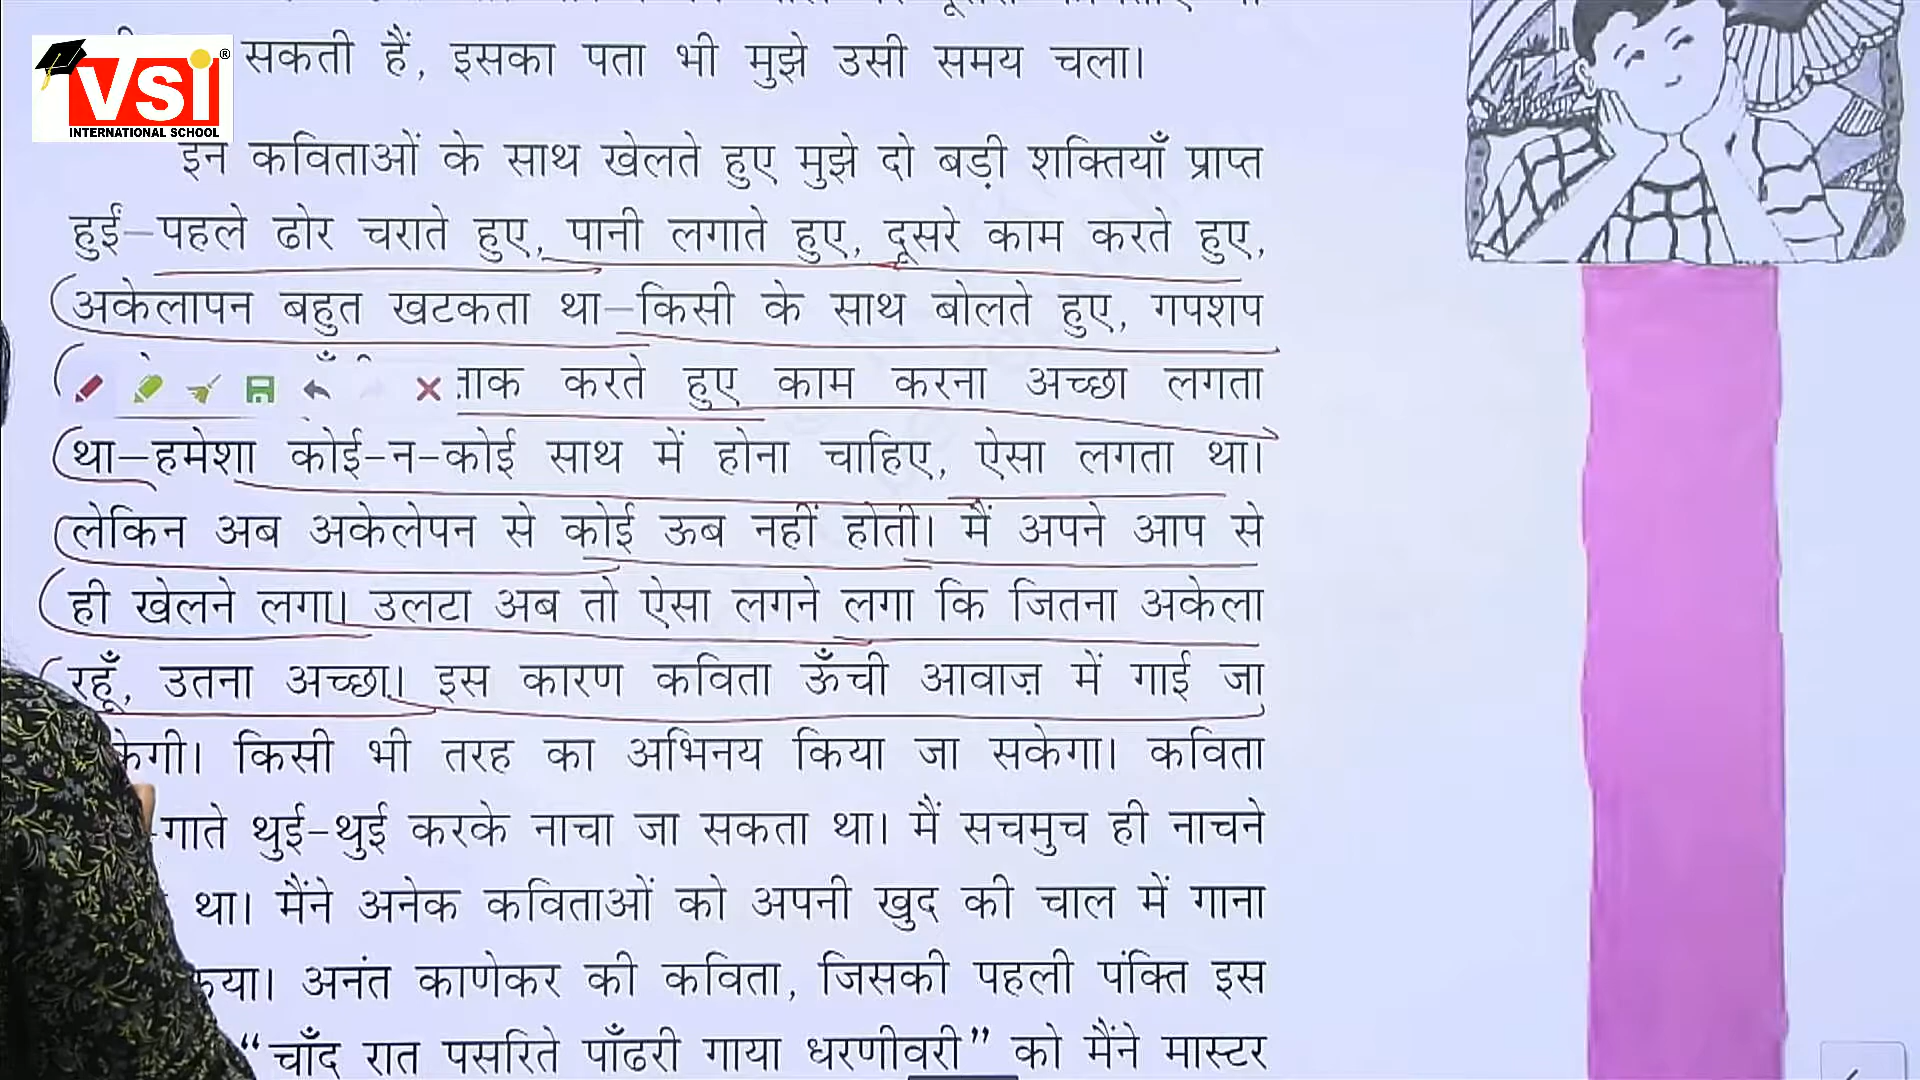 VSI
INTERNATIONAL SCHOOL
सकती हैं, इसका पता भी मुझे उसी समय चला।
इन कविताओं के साथ खेलते हुए मुझे दो बड़ी शक्तियाँ प्राप्त
हुईं–पहले ढोर चराते हुए, पानी लगाते हुए, दूसरे काम करते हुए,
अकेलापन बहुत खटकता था–किसी के साथ बोलते हुए, गपशप
करते हुए काम करना अच्छा लगता
था–हमेशा कोई-न-कोई साथ में होना चाहिए, ऐसा लगता था।
लेकिन अब अकेलेपन से कोई ऊब नहीं होती। मैं अपने आप से
ही खेलने लगा। उलटा अब तो ऐसा लगने लगा कि जितना अकेला
रहूँ, उतना अच्छा। इस कारण कविता ऊँची आवाज़ में गाई जा
किसी भी तरह का अभिनय किया जा सकेगा। कविता
गाते थुई-थुई करके नाचा जा सकता था। मैं सचमुच ही नाचने
था। मैंने अनेक कविताओं को अपनी खुद की चाल में गाना
अनंत काणेकर की कविता, जिसकी पहली पंक्ति इस
“चाँद रात पसरिते पाँढरी गाया धरणीवरी” को मैंने मास्टर